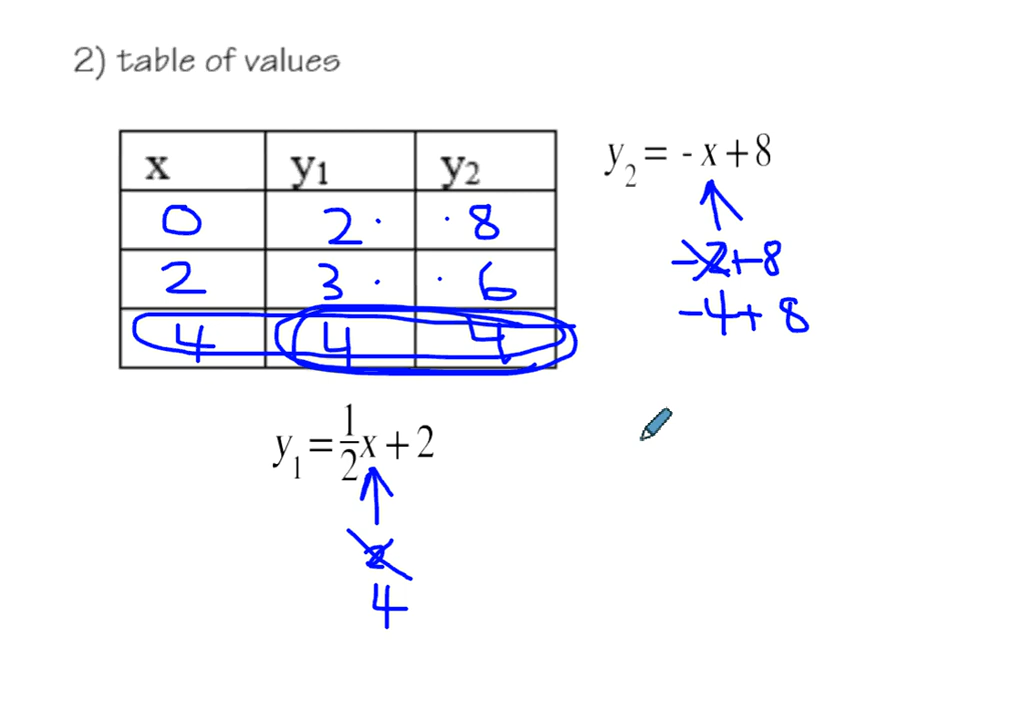 2) table of values
x y₁ y₂
0 2 8
2 3 6
4 4 4
y₂ = - x + 8
-2+8
-4+8
y₁ = 1/2 x + 2
2
4